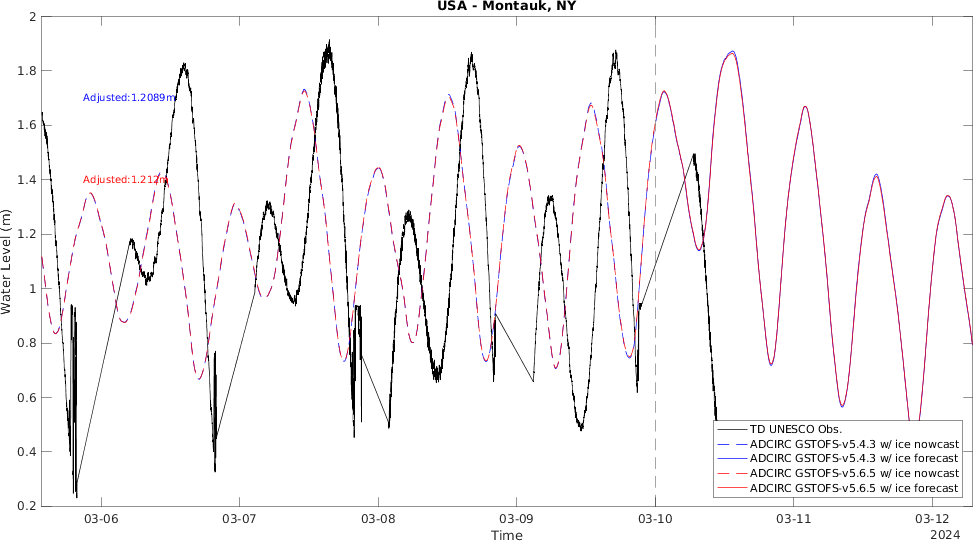 USA - Montauk, NY
Water Level (m)
2
1.8
1.6
1.4
1.2
1
0.8
0.6
0.4
0.2
Adjusted:1.2089m
Adjusted:1.212m
TD UNESCO Obs.
ADCIRC GSTOFS-v5.4.3 w/ ice nowcast
ADCIRC GSTOFS-v5.4.3 w/ ice forecast
ADCIRC GSTOFS-v5.6.5 w/ ice nowcast
ADCIRC GSTOFS-v5.6.5 w/ ice forecast
03-06 03-07 03-08 03-09 03-10 03-11 03-12
Time
2024